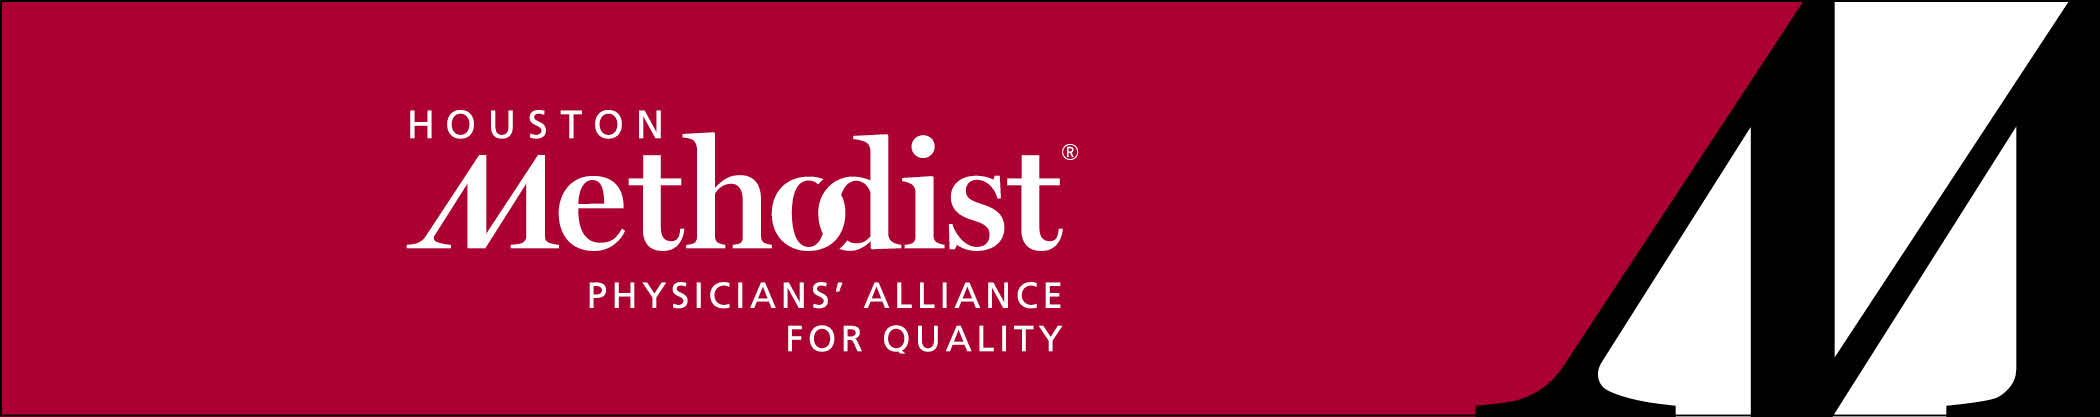 HOUSTON
Methodist®
PHYSICIANS’ ALLIANCE
FOR QUALITY
M